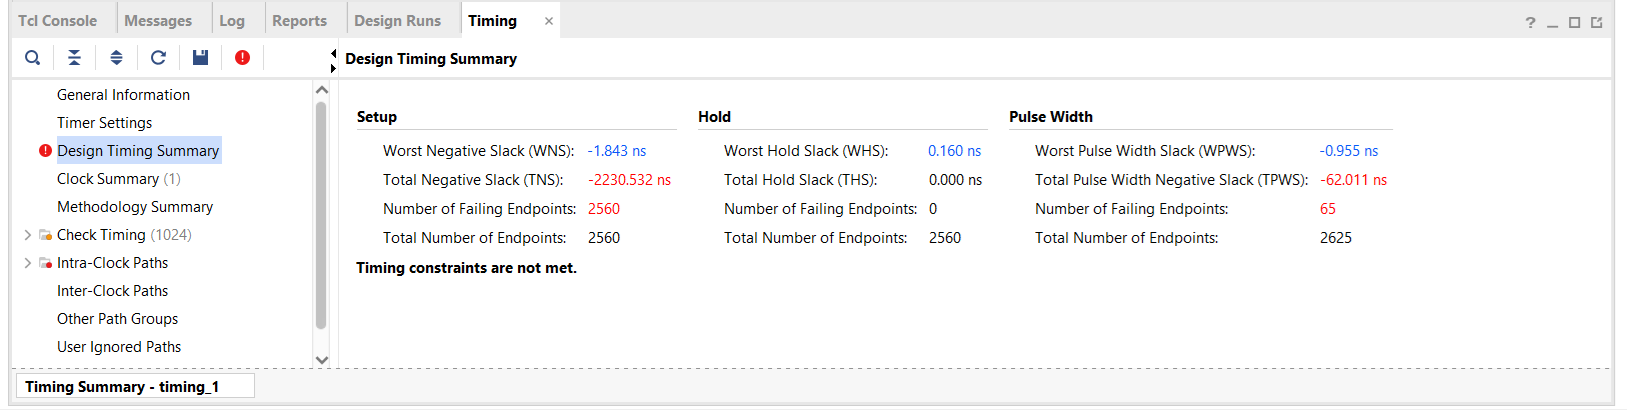 Tcl Console Messages Log Reports Design Runs Timing ×
? _
Design Timing Summary
General Information
Timer Settings
Design Timing Summary
Clock Summary (1)
Methodology Summary
Check Timing (1024)
Intra-Clock Paths
Inter-Clock Paths
Other Path Groups
User Ignored Paths
Setup
Worst Negative Slack (WNS): -1.843 ns
Total Negative Slack (TNS): -2230.532 ns
Number of Failing Endpoints: 2560
Total Number of Endpoints: 2560
Hold
Worst Hold Slack (WHS): 0.160 ns
Total Hold Slack (THS): 0.000 ns
Number of Failing Endpoints: 0
Total Number of Endpoints: 2560
Pulse Width
Worst Pulse Width Slack (WPWS): -0.955 ns
Total Pulse Width Negative Slack (TPWS): -62.011 ns
Number of Failing Endpoints: 65
Total Number of Endpoints: 2625
Timing constraints are not met.
Timing Summary - timing_1